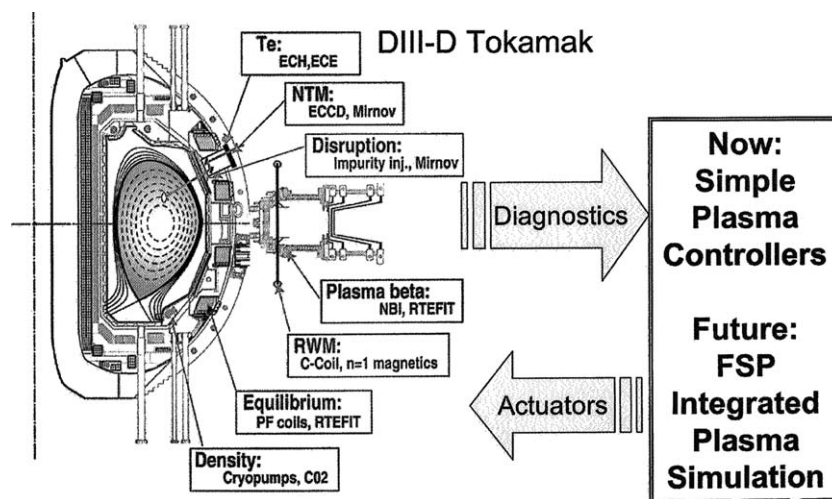 DIII-D Tokamak
Te:
ECH,ECE
NTM:
ECCD, Mirnov
Disruption:
Impurity inj., Mirnov
Plasma beta:
NBI, RTEFIT
RWM:
C-Coil, n=1 magnetics
Equilibrium:
PF coils, RTEFIT
Density:
Cryopumps, C02
Diagnostics
Actuators
Now:
Simple
Plasma
Controllers
Future:
FSP
Integrated
Plasma
Simulation